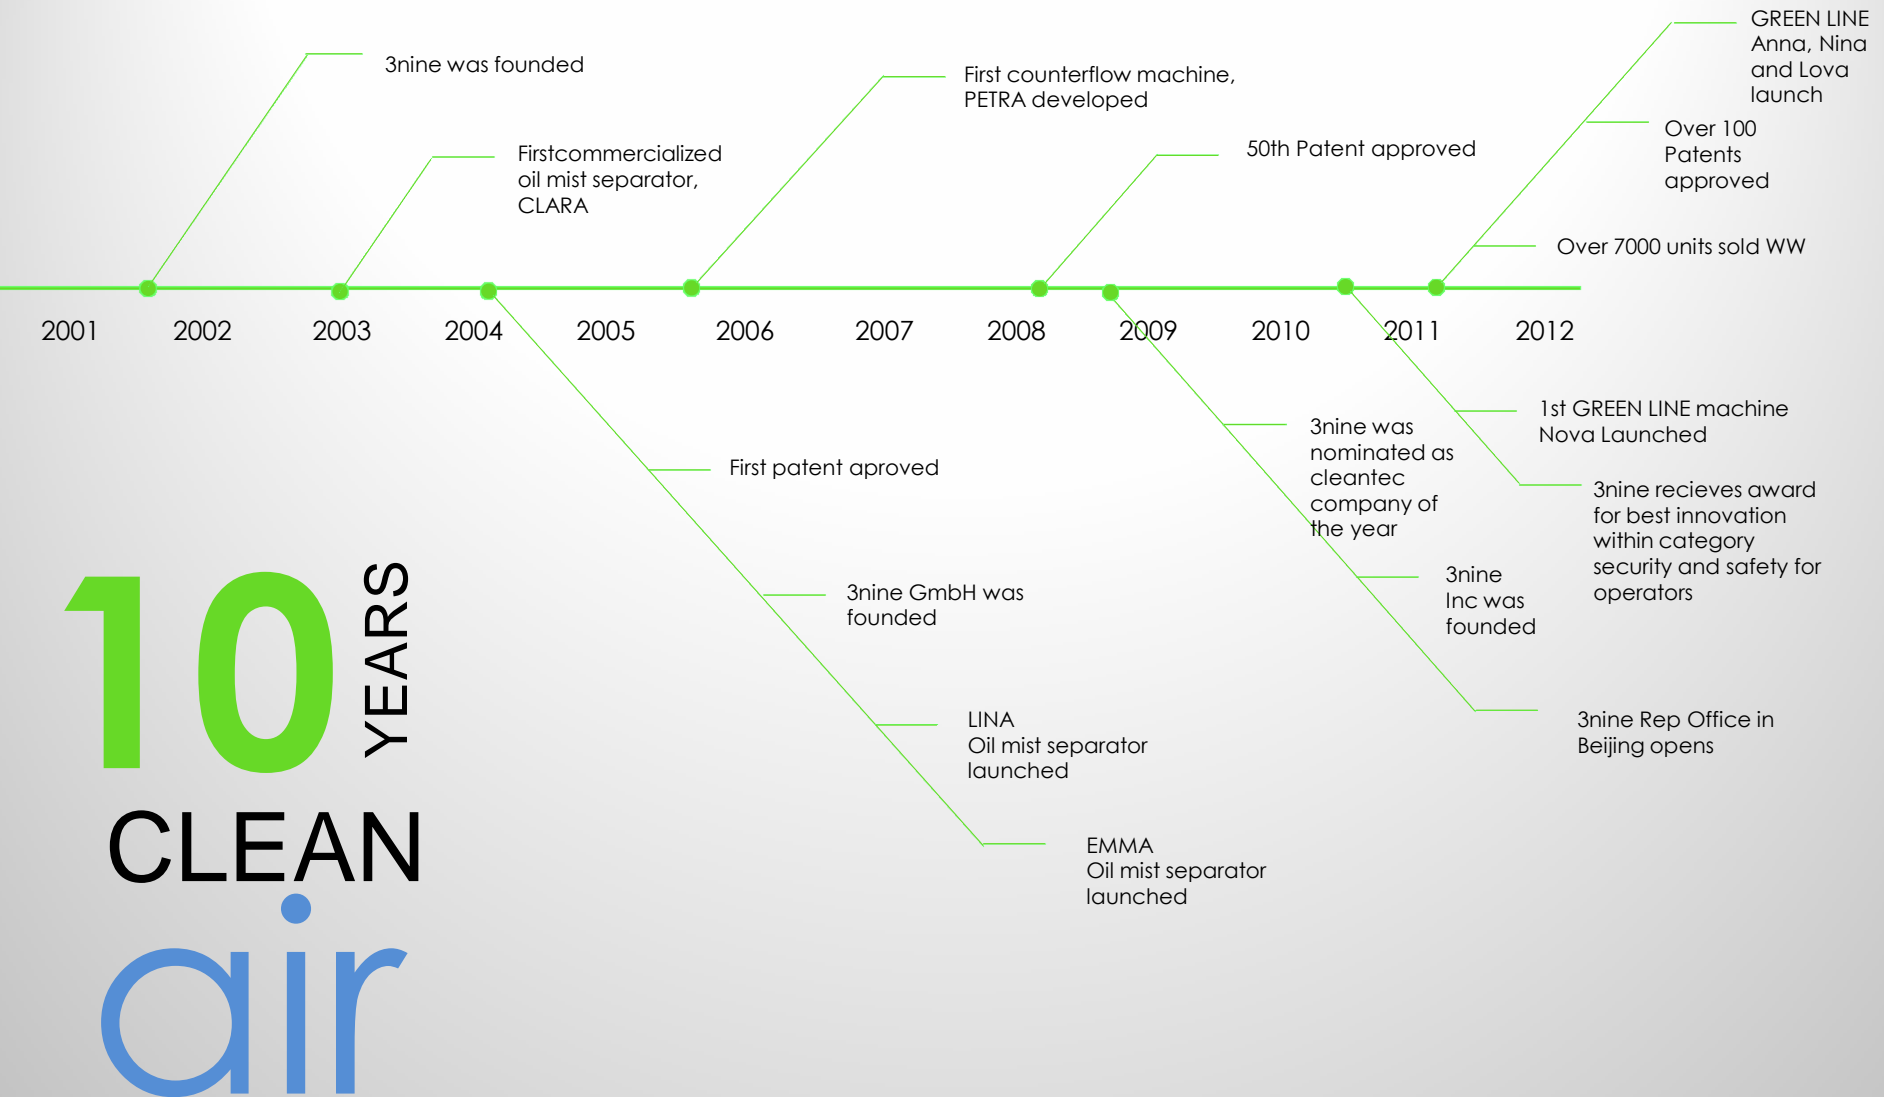 3nine was founded
Firstcommercialized
oil mist separator,
CLARA
First counterflow machine,
PETRA developed
50th Patent approved
GREEN LINE
Anna, Nina
and Lova
launch
Over 100
Patents
approved
Over 7000 units sold WW
2001 2002 2003 2004 2005 2006 2007 2008 2009 2010 2011 2012
First patent aproved
3nine GmbH was
founded
LINA
Oil mist separator
launched
EMMA
Oil mist separator
launched
3nine was
nominated as
cleantec
company of
the year
3nine
Inc was
founded
3nine Rep Office in
Beijing opens
1st GREEN LINE machine
Nova Launched
3nine recieves award
for best innovation
within category
security and safety for
operators
10
YEARS
CLEAN
air